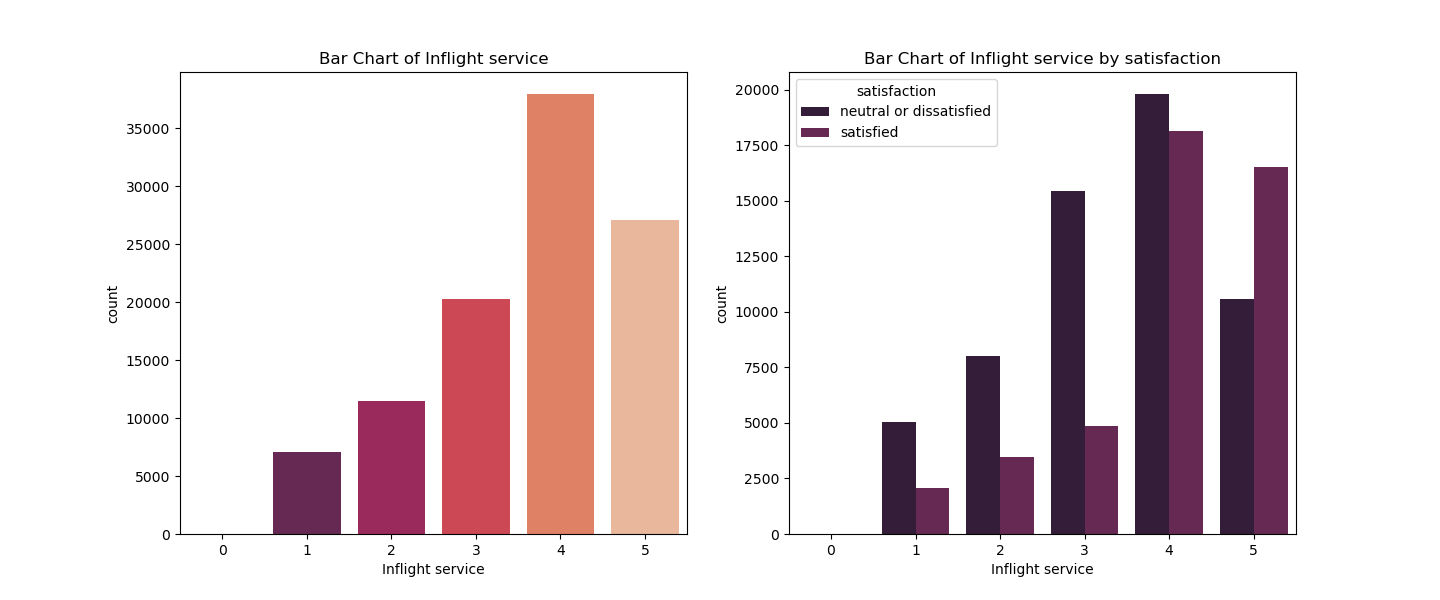 Bar Chart of Inflight service
35000
30000
25000
20000
15000
10000
5000
0
count
0 1 2 3 4 5
Inflight service
Bar Chart of Inflight service by satisfaction
satisfaction
neutral or dissatisfied
satisfied
20000
17500
15000
12500
10000
7500
5000
2500
0
count
0 1 2 3 4 5
Inflight service